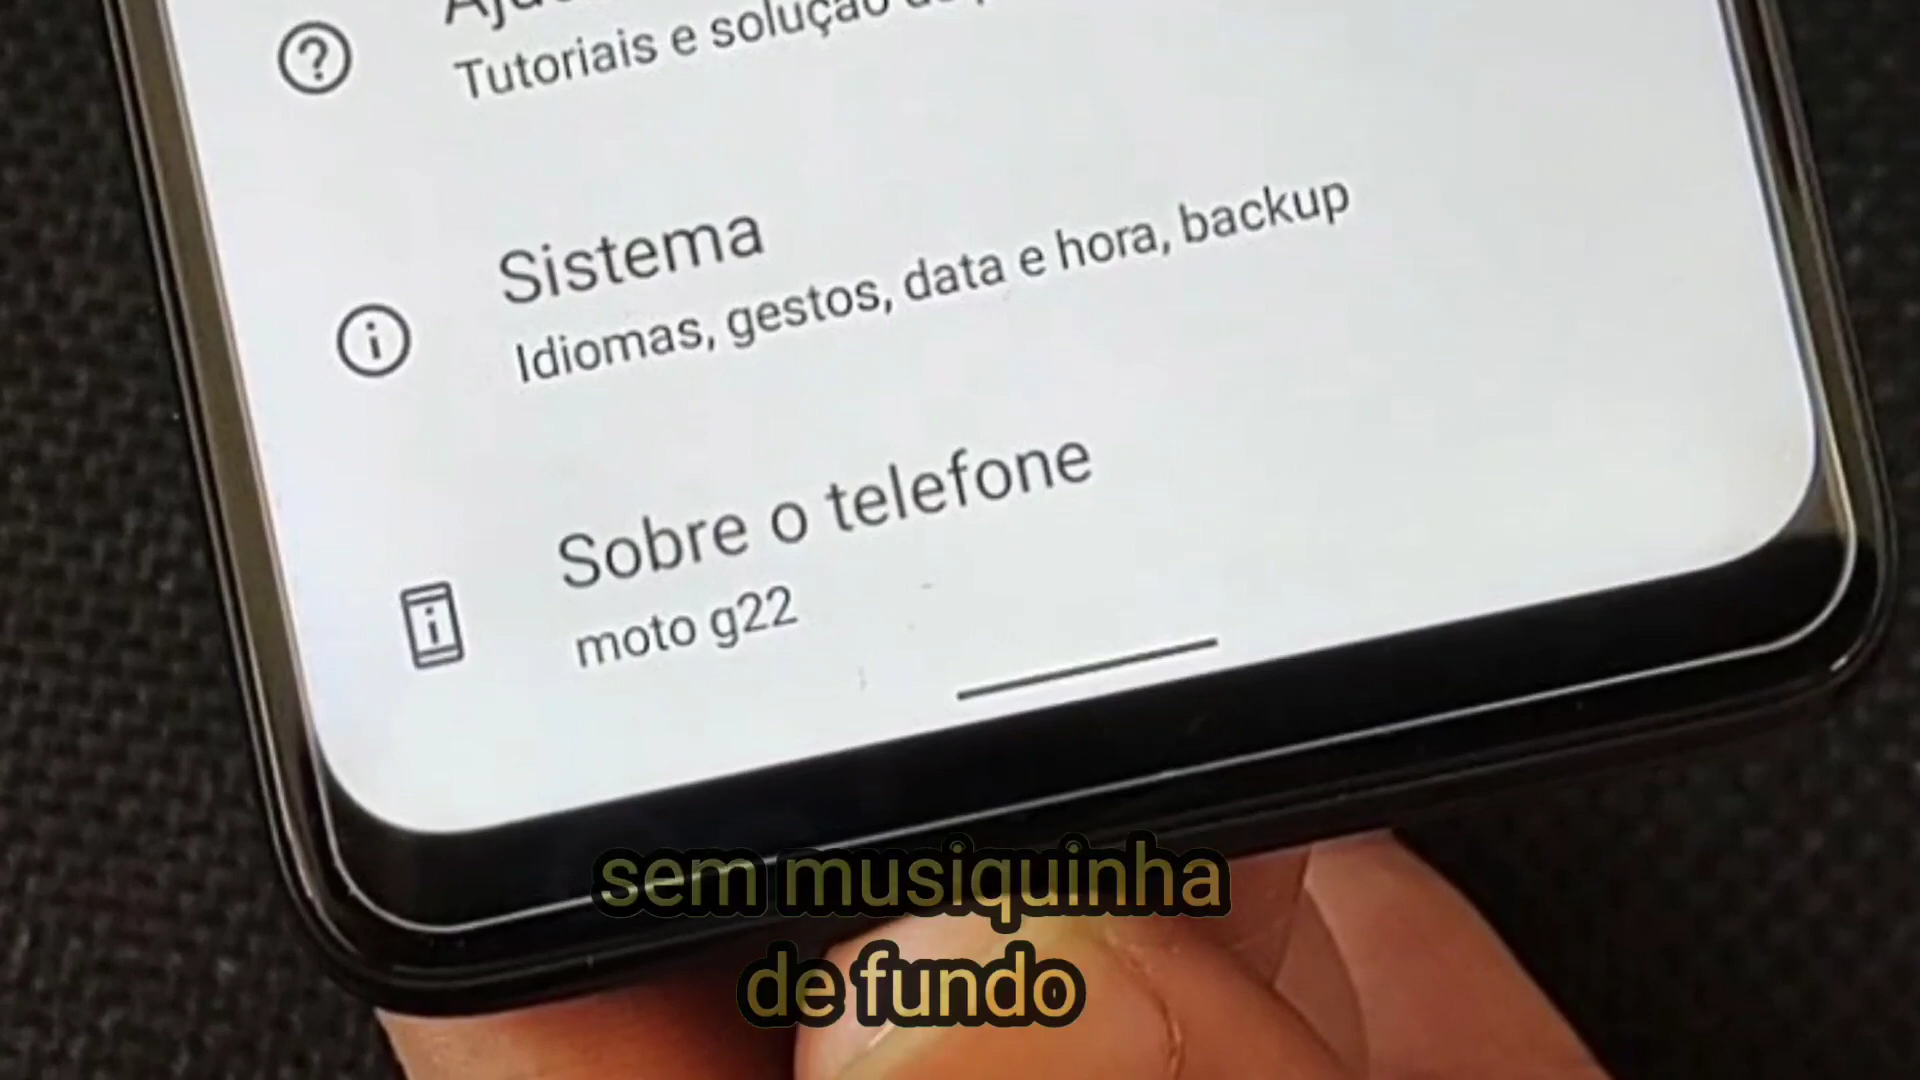 Tutoriais e solução
Sistema
Idiomas, gestos, data e hora, backup
Sobre o telefone
moto g22
sem musiquinha
de fundo